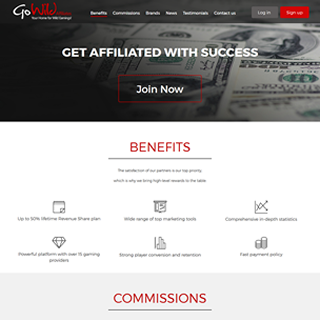 GoWild
Your Home for Wild Gaming!
Benefits Commissions Brands News Testimonials Contact us Log in Sign up
GET AFFILIATED WITH SUCCESS
Join Now
BENEFITS
The satisfaction of our partners is our top priority,
which is why we bring high-level rewards to the table.
Up to 50% lifetime Revenue Share plan
Wide range of top marketing tools
Comprehensive in-depth statistics
Powerful platform with over 15 gaming
providers
Strong player conversion and retention
Fast payment policy
COMMISSIONS